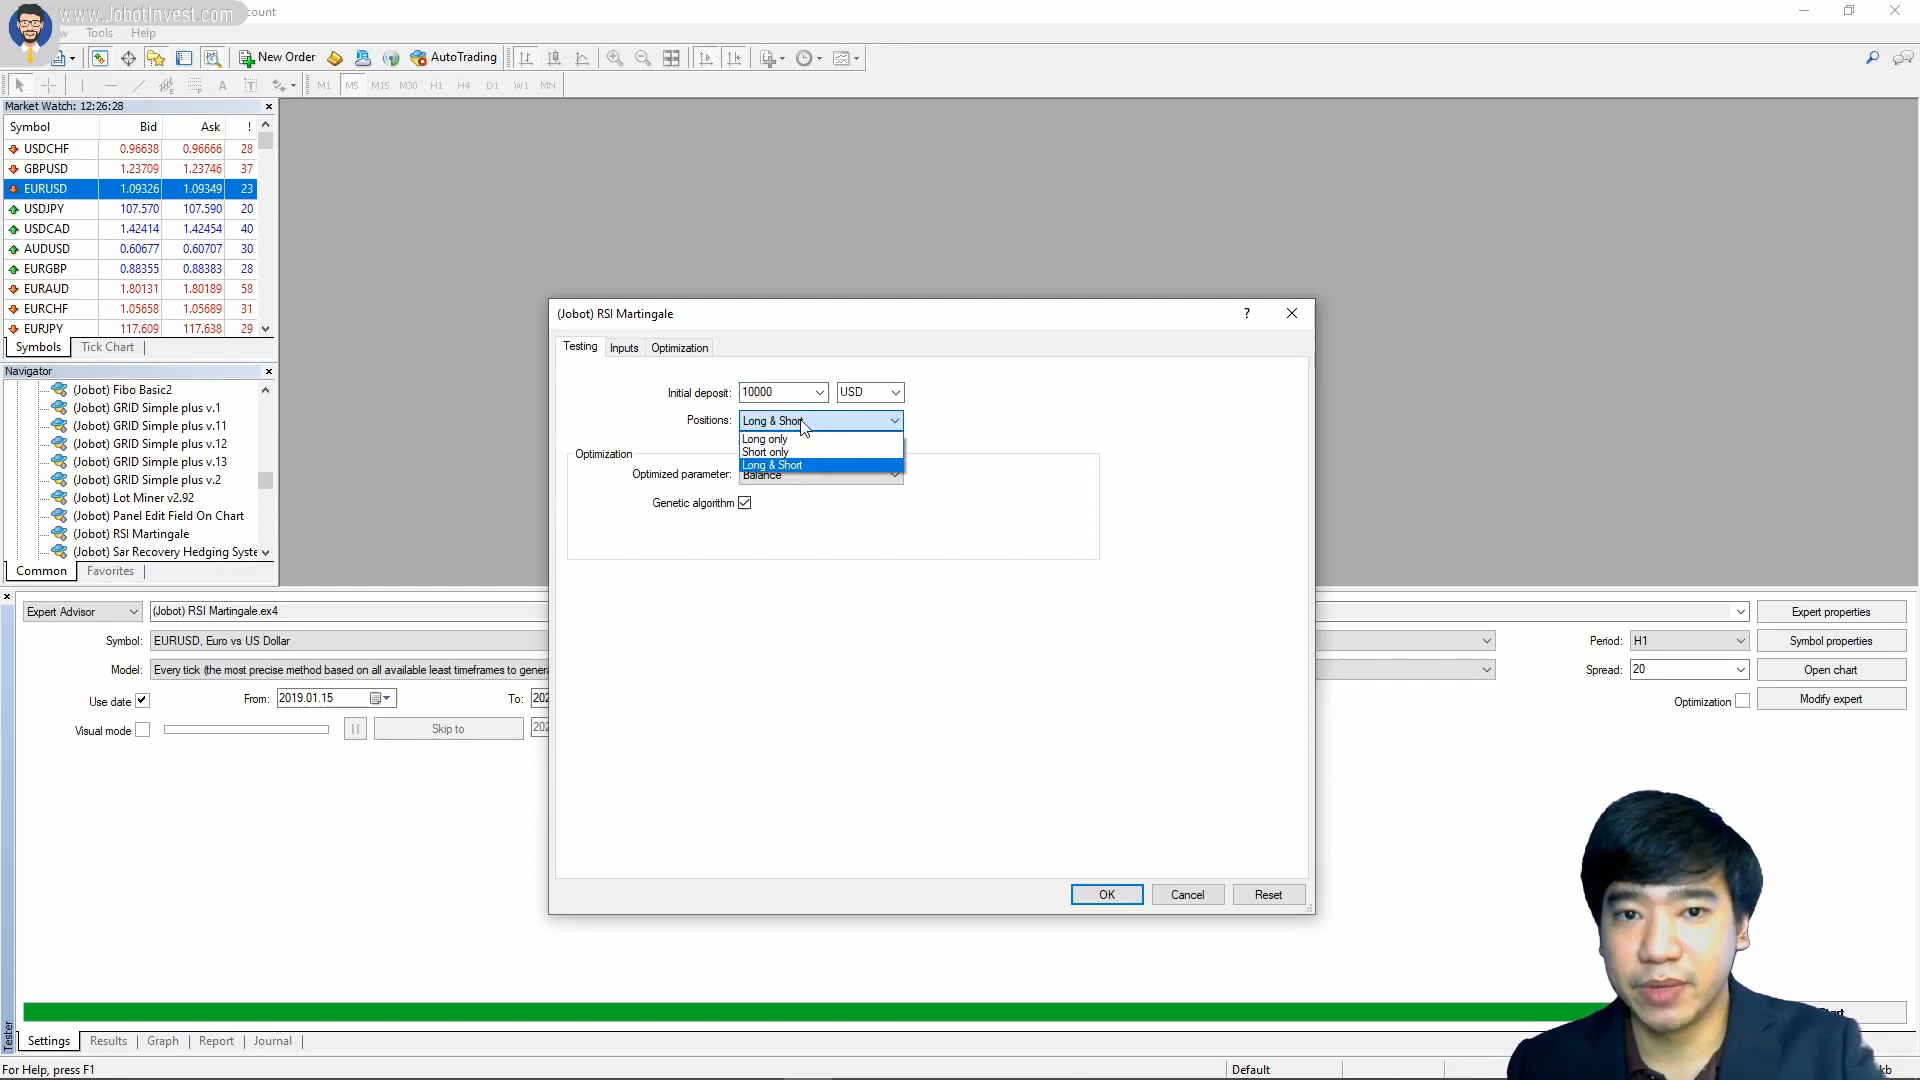 www.JobotInvest.com
count
w
Tools
Help
New Order
AutoTrading
A
T
M1
M5
M15
M30
H1
H4
D1
W1
MN
Market Watch: 12:26:28
Symbol Bid Ask !
USDCHF 0.96638 0.96666 28
GBPUSD 1.23709 1.23746 37
EURUSD 1.09326 1.09349 23
USDJPY 107.570 107.590 20
USDCAD 1.42414 1.42454 40
AUDUSD 0.60677 0.60707 30
EURGBP 0.88355 0.88383 28
EURAUD 1.80131 1.80189 58
EURCHF 1.05658 1.05689 31
EURJPY 117.609 117.638 29
Symbols
Tick Chart
Navigator
(Jobot) Fibo Basic2
(Jobot) GRID Simple plus v.1
(Jobot) GRID Simple plus v.11
(Jobot) GRID Simple plus v.12
(Jobot) GRID Simple plus v.13
(Jobot) GRID Simple plus v.2
(Jobot) Lot Miner v2.92
(Jobot) Panel Edit Field On Chart
(Jobot) RSI Martingale
(Jobot) Sar Recovery Hedging Syste
Common
Favorites
(Jobot) RSI Martingale
?
Testing
Inputs
Optimization
Initial deposit: 10000 USD
Positions: Long & Short
Long only
Short only
Long & Short
Optimization
Optimized parameter: Balance
Genetic algorithm
OK
Cancel
Reset
Expert Advisor
(Jobot) RSI Martingale.ex4
Expert properties
Symbol: EURUSD, Euro vs US Dollar
Period: H1
Symbol properties
Model: Every tick (the most precise method based on all available least timeframes to genera
Spread: 20
Open chart
Use date
From: 2019.01.15
To: 202
Optimization
Modify expert
Visual mode
Skip to
202
Tester
Settings
Results
Graph
Report
Journal
For Help, press F1
Default
kb